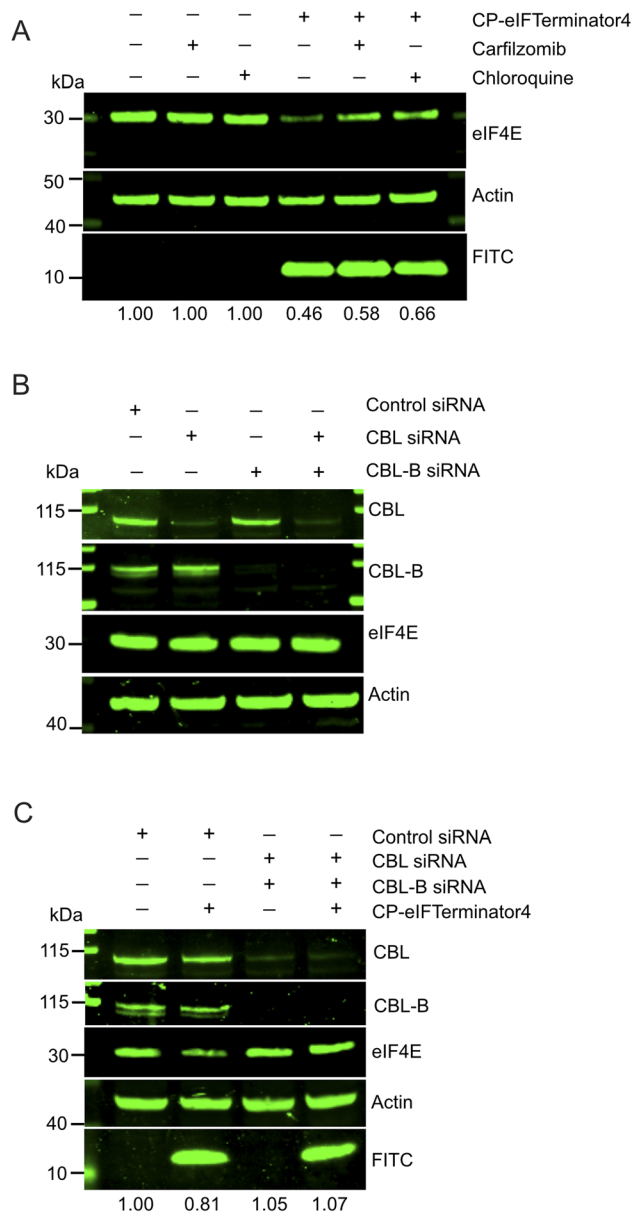 A
– – – + + + CP-eIFTerminator4
– + – – + – Carfilzomib
– – + – – + Chloroquine
kDa
30
eIF4E
50
Actin
40
FITC
10
1.00 1.00 1.00 0.46 0.58 0.66
B
+ – – – Control siRNA
– + – + CBL siRNA
– – + + CBL-B siRNA
kDa
115
CBL
115
CBL-B
30
eIF4E
Actin
40
C
+ + – – Control siRNA
– – + + CBL siRNA
– – + + CBL-B siRNA
– + – + CP-eIFTerminator4
kDa
115
CBL
115
CBL-B
30
eIF4E
Actin
40
FITC
10
1.00 0.81 1.05 1.07